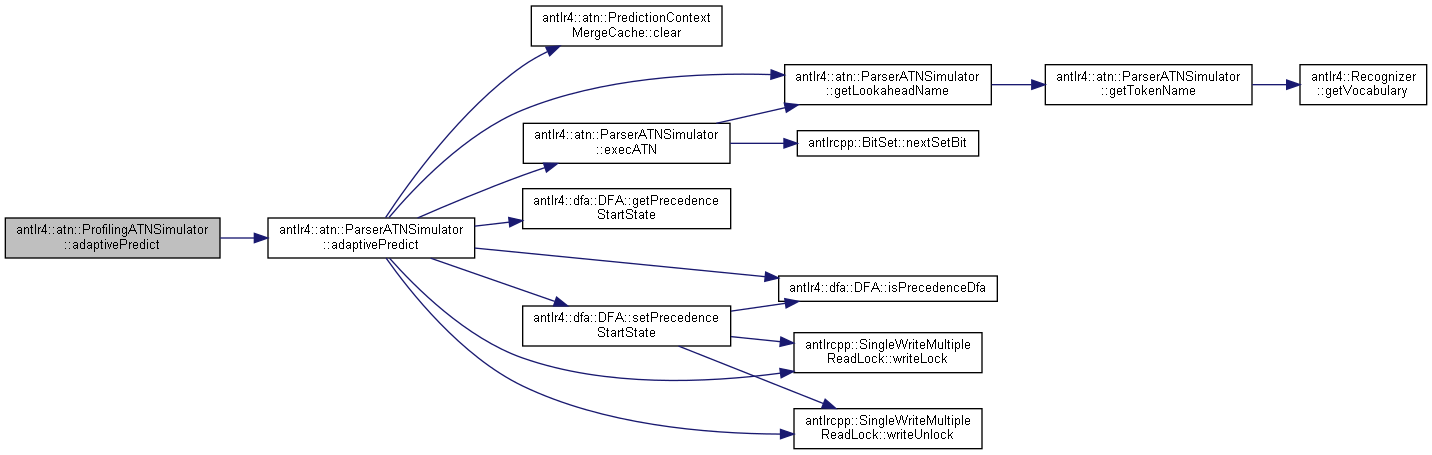 antlr4::atn::PredictionContext
MergeCache::clear
antlr4::atn::ParserATNSimulator
::getLookaheadName
antlr4::atn::ParserATNSimulator
::getTokenName
antlr4::Recognizer
::getVocabulary
antlr4::atn::ParserATNSimulator
::execATN
antlrcpp::BitSet::nextSetBit
antlr4::dfa::DFA::getPrecedence
StartState
antlr4::atn::ProfilingATNSimulator
::adaptivePredict
antlr4::atn::ParserATNSimulator
::adaptivePredict
antlr4::dfa::DFA::isPrecedenceDfa
antlr4::dfa::DFA::setPrecedence
StartState
antlrcpp::SingleWriteMultiple
ReadLock::writeLock
antlrcpp::SingleWriteMultiple
ReadLock::writeUnlock